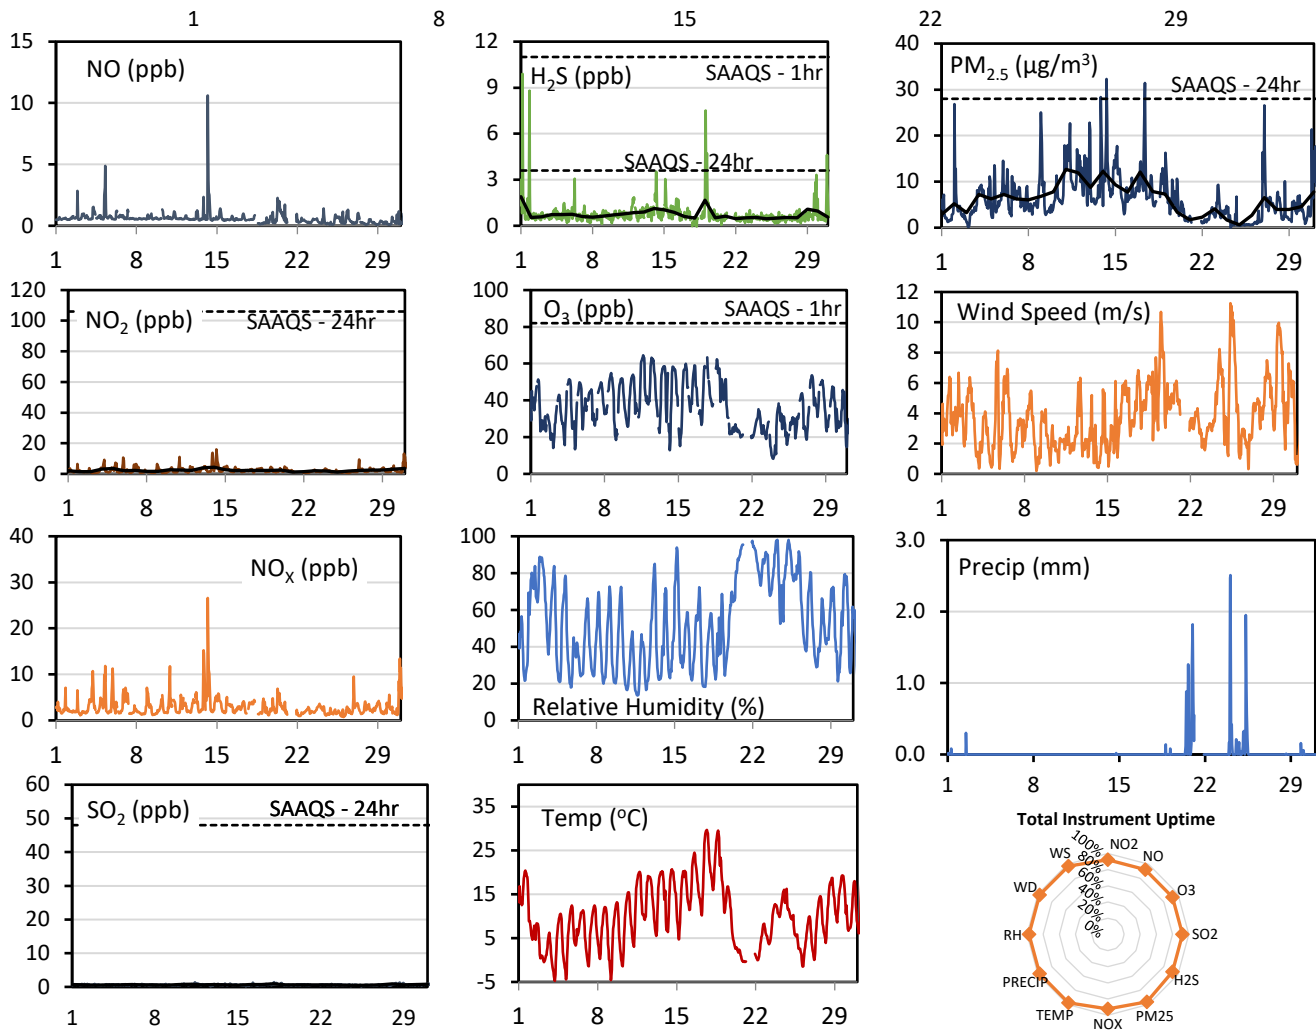 1 8 15 22 29
15 NO (ppb)
10
5
0
1 8 15 22 29
12 H2S (ppb) SAAQS - 1hr
9
6
SAAQS - 24hr
3
0
1 8 15 22 29
40 PM2.5 (µg/m³)
30 SAAQS - 24hr
20
10
0
1 8 15 22 29
120 NO2 (ppb)
100 SAAQS - 24hr
80
60
40
20
0
1 8 15 22 29
100 O3 (ppb) SAAQS - 1hr
80
60
40
20
0
1 8 15 22 29
12 Wind Speed (m/s)
10
8
6
4
2
0
1 8 15 22 29
40 NOX (ppb)
30
20
10
0
1 8 15 22 29
100
80
60
40
20
0 Relative Humidity (%)
1 8 15 22 29
3.0 Precip (mm)
2.0
1.0
0.0
1 8 15 22 29
60 SO2 (ppb) SAAQS - 24hr
50
40
30
20
10
0
1 8 15 22 29
35 Temp (oC)
25
15
5
-5
1 8 15 22 29
Total Instrument Uptime
100%
80%
60%
40%
20%
0%
NO2
NO
O3
SO2
H2S
PM25
NOX
TEMP
PRECIP
RH
WD
WS